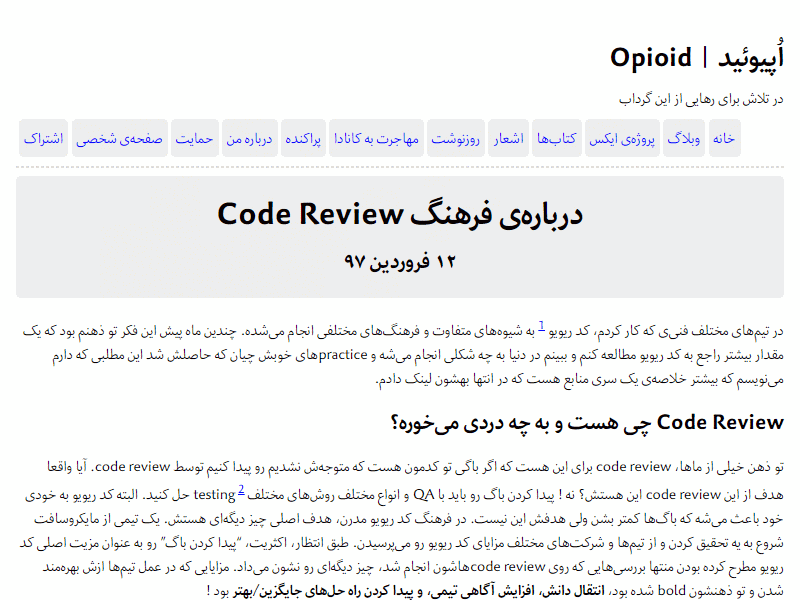 اُپیوئید | Opioid
در تلاش برای رهایی از این گرداب
خانه وبلاگ پروژه‌ی ایکس کتاب‌ها اشعار روزنوشت مهاجرت به کانادا پراکنده درباره من حمایت صفحه‌ی شخصی اشتراک
درباره‌ی فرهنگ Code Review
۱۲ فروردین ۹۷
در تیم‌های مختلف فنی‌ی که کار کردم، کد ریویو 1 به شیوه‌های متفاوت و فرهنگ‌های مختلفی انجام می‌شده. چندین ماه پیش این فکر تو ذهنم بود که یک
مقدار بیشتر راجع به کد ریویو مطالعه کنم و ببینم در دنیا به چه شکلی انجام می‌شه و practiceهای خوبش چیان که حاصلش شد این مطلبی که دارم
می‌نویسم که بیشتر خلاصه‌ی یک سری منابع هست که در انتها بهشون لینک دادم.
Code Review چی هست و به چه دردی می‌خوره؟
تو ذهن خیلی از ماها، code review برای این هست که اگر باگی تو کدمون هست که متوجه‌ش نشدیم رو پیدا کنیم توسط code review. آیا واقعا
هدف از این code review این هستش؟ نه ! پیدا کردن باگ رو باید با QA و انواع مختلف روش‌های مختلف testing 2 حل کنید. البته کد ریویو به خودی
خود باعث می‌شه که باگ‌ها کمتر بشن ولی هدفش این نیست. در فرهنگ کد ریویو مدرن، هدف اصلی چیز دیگه‌ای هستش. یک تیمی از مایکروسافت
شروع به یه تحقیق کردن و از تیم‌ها و شرکت‌های مختلف مزایای کد ریویو رو می‌پرسیدن. طبق انتظار، اکثریت، “پیدا کردن باگ” رو به عنوان مزیت اصلی کد
ریویو مطرح کرده بودن منتها بررسی‌هایی که روی code reviewهاشون انجام شد، چیز دیگه‌ای رو نشون می‌داد. مزایایی که در عمل تیم‌ها ازش بهره‌مند
شدن و تو ذهنشون bold شده بود، انتقال دانش، افزایش آگاهی تیمی، و پیدا کردن راه حل‌های جایگزین/بهتر بود !